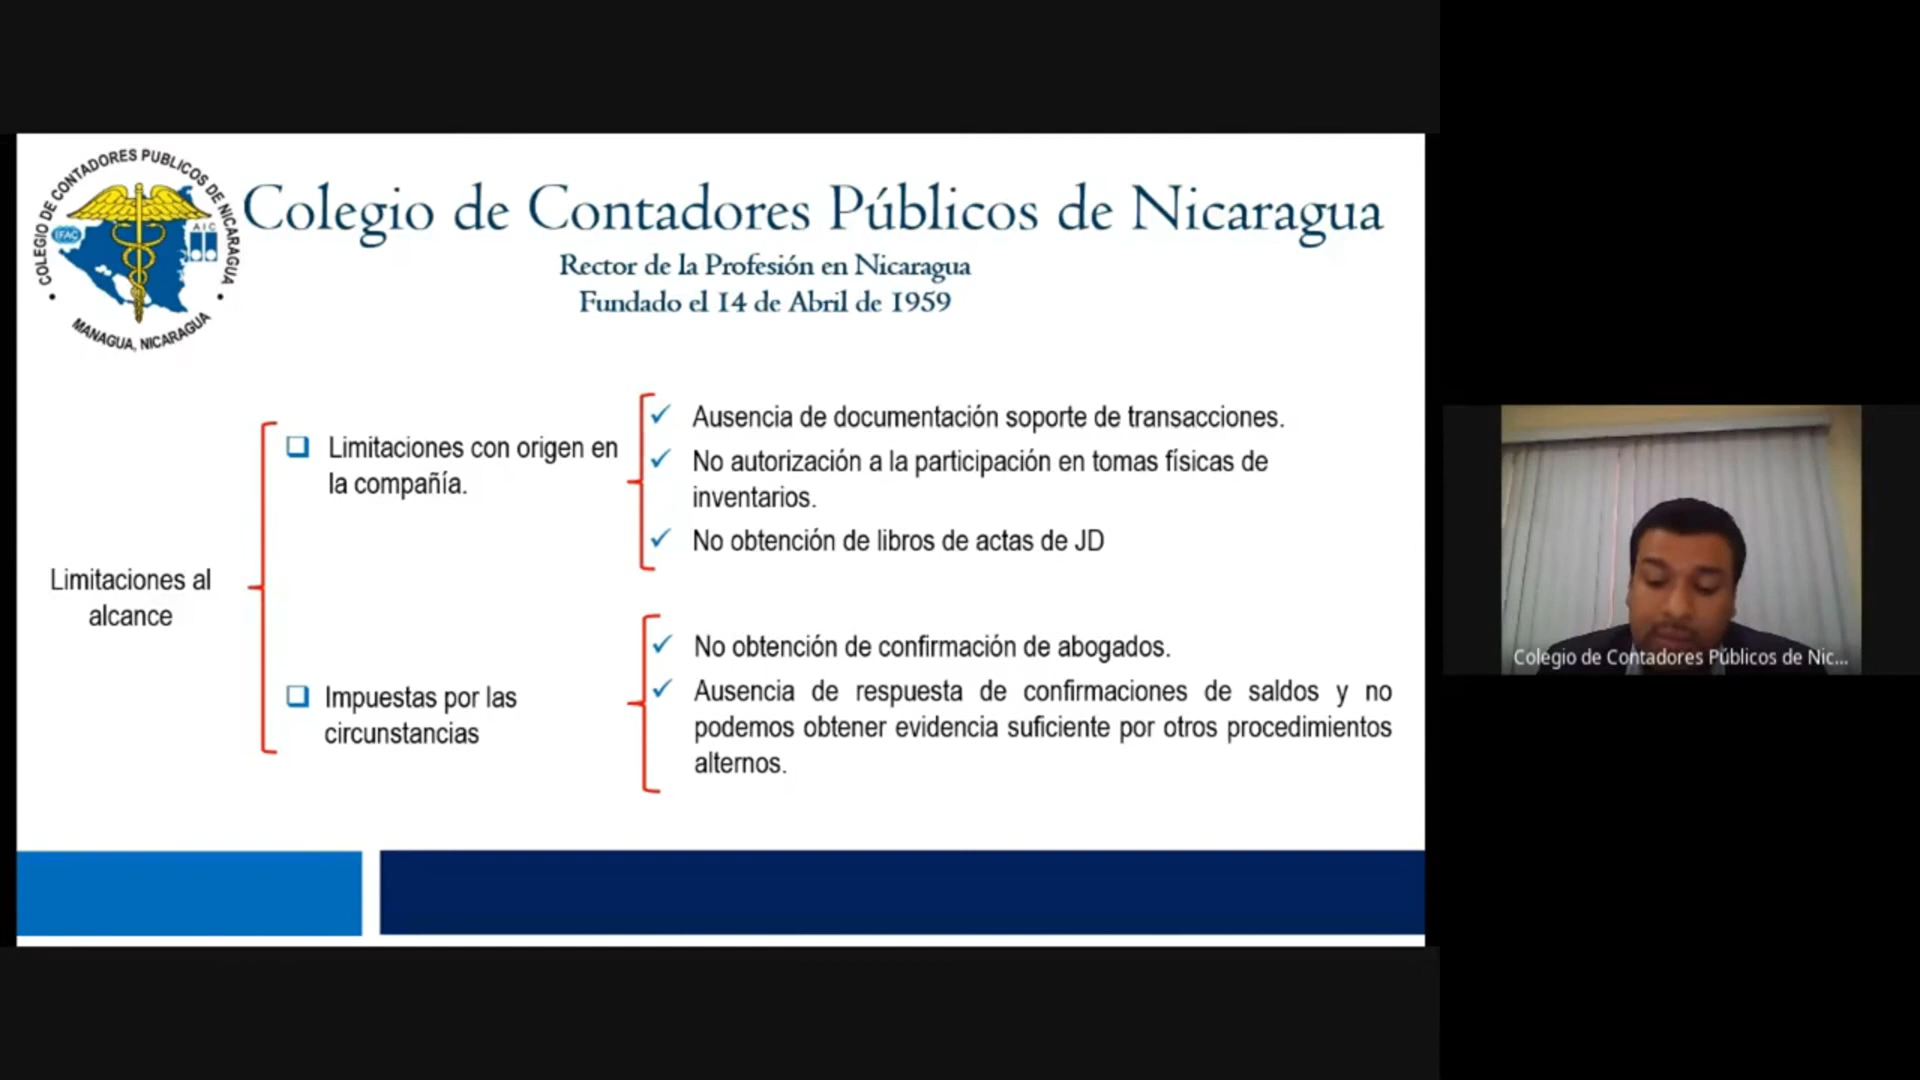 COLEGIO DE CONTADORES PUBLICOS DE NICARAGUA
IFAC
AIC
MANAGUA, NICARAGUA
Colegio de Contadores Públicos de Nicaragua
Rector de la Profesión en Nicaragua
Fundado el 14 de Abril de 1959
Limitaciones al
alcance
Limitaciones con origen en
la compañía.
Ausencia de documentación soporte de transacciones.
No autorización a la participación en tomas físicas de
inventarios.
No obtención de libros de actas de JD
Impuestas por las
circunstancias
No obtención de confirmación de abogados.
Ausencia de respuesta de confirmaciones de saldos y no
podemos obtener evidencia suficiente por otros procedimientos
alternos.
Colegio de Contadores Públicos de Nic...